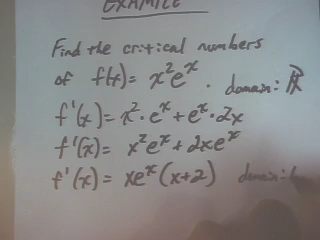 EXAMPLE
Find the critical numbers
of f(x) = x²eˣ. domain: ℝ
f'(x) = x²·eˣ + eˣ·2x
f'(x) = x²eˣ + 2xeˣ
f'(x) = xeˣ(x+2) domain: